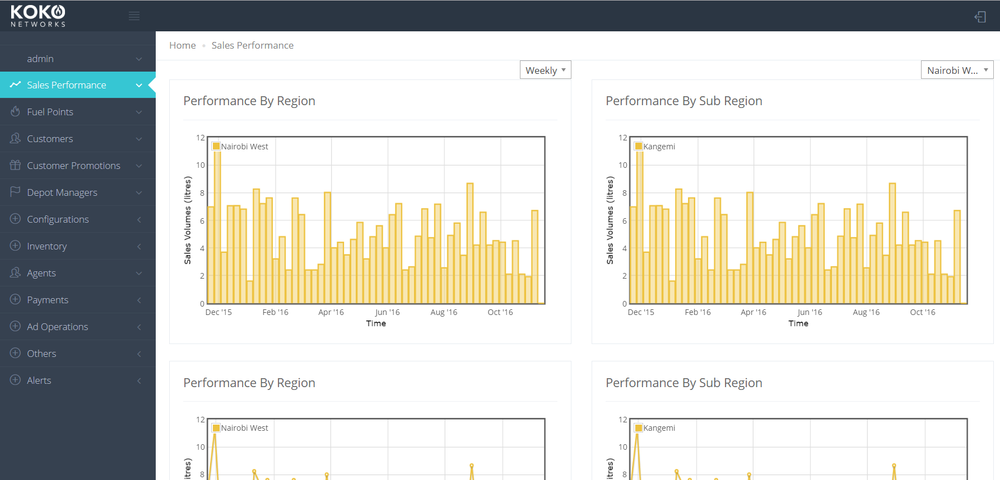 KOKO
NETWORKS
admin
Sales Performance
Fuel Points
Customers
Customer Promotions
Depot Managers
Configurations
Inventory
Agents
Payments
Ad Operations
Others
Alerts
Home • Sales Performance
Weekly
Nairobi W...
Performance By Region
Nairobi West
12
10
8
6
4
2
0
Sales Volumes (litres)
Dec '15 Feb '16 Apr '16 Jun '16 Aug '16 Oct '16
Time
Performance By Sub Region
Kangemi
12
10
8
6
4
2
0
Sales Volumes (litres)
Dec '15 Feb '16 Apr '16 Jun '16 Aug '16 Oct '16
Time
Performance By Region
Nairobi West
12
10
8
itres)
Performance By Sub Region
Kangemi
12
10
8
itres)